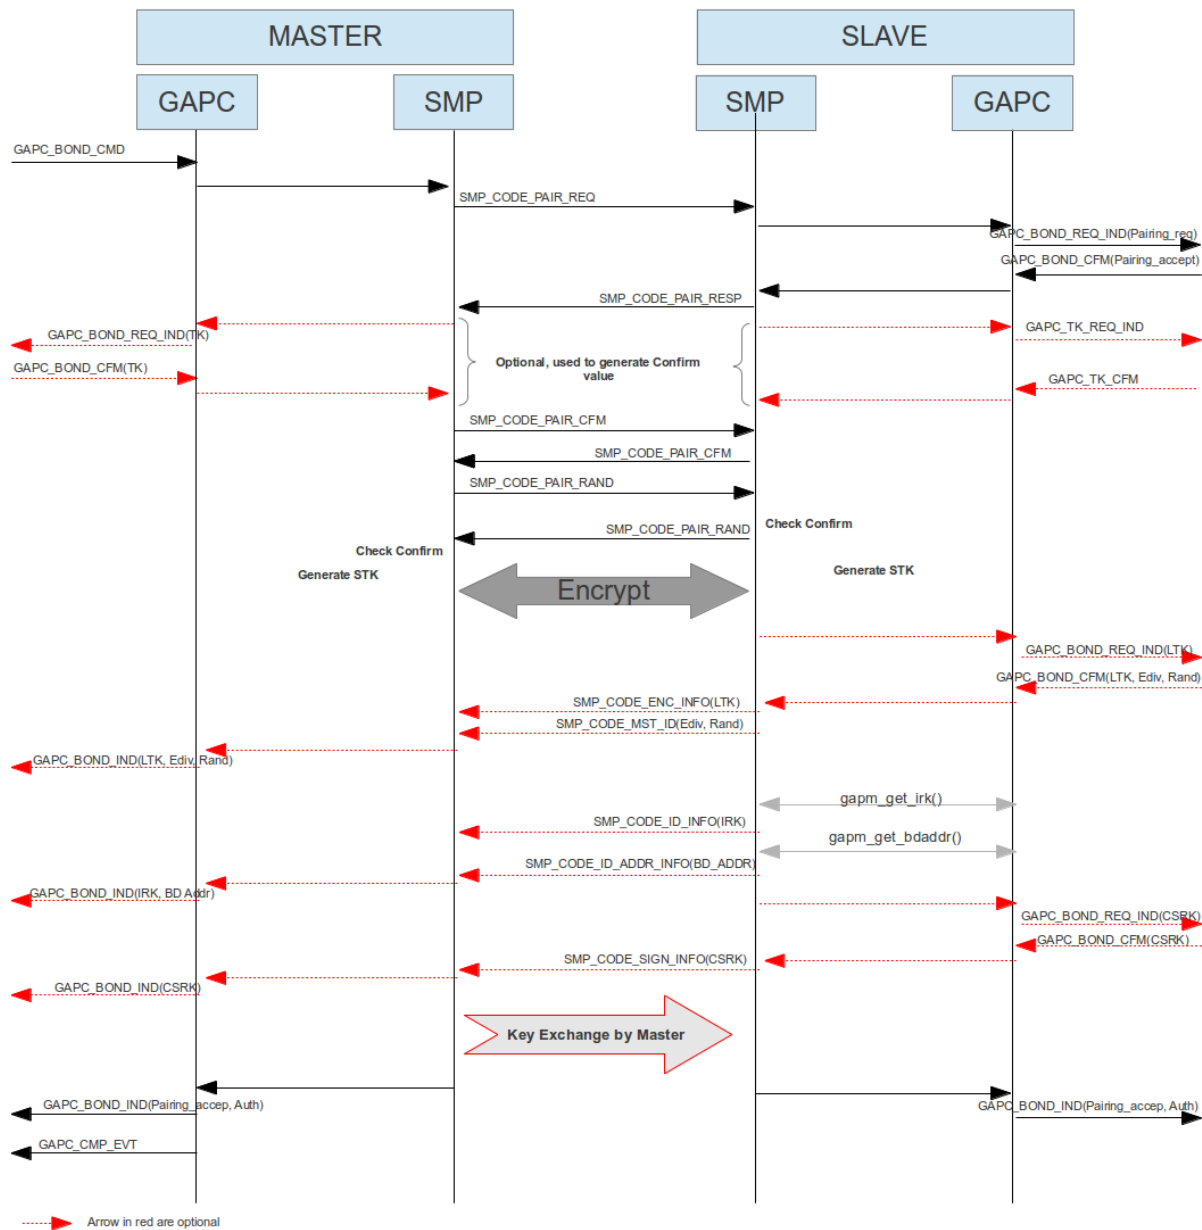 MASTER
SLAVE
GAPC
SMP
SMP
GAPC
GAPC_BOND_CMD
SMP_CODE_PAIR_REQ
GAPC_BOND_REQ_IND(Pairing_req)
GAPC_BOND_CFM(Pairing_accept)
SMP_CODE_PAIR_RESP
GAPC_BOND_REQ_IND(TK)
GAPC_TK_REQ_IND
Optional, used to generate Confirm
value
GAPC_BOND_CFM(TK)
GAPC_TK_CFM
SMP_CODE_PAIR_CFM
SMP_CODE_PAIR_CFM
SMP_CODE_PAIR_RAND
SMP_CODE_PAIR_RAND
Check Confirm
Check Confirm
Generate STK
Generate STK
Encrypt
GAPC_BOND_REQ_IND(LTK)
GAPC_BOND_CFM(LTK, Ediv, Rand)
SMP_CODE_ENC_INFO(LTK)
SMP_CODE_MST_ID(Ediv, Rand)
GAPC_BOND_IND(LTK, Ediv, Rand)
gapm_get_irk()
SMP_CODE_ID_INFO(IRK)
gapm_get_bdaddr()
SMP_CODE_ID_ADDR_INFO(BD_ADDR)
GAPC_BOND_IND(IRK, BD Addr)
GAPC_BOND_REQ_IND(CSRK)
GAPC_BOND_CFM(CSRK)
SMP_CODE_SIGN_INFO(CSRK)
GAPC_BOND_IND(CSRK)
Key Exchange by Master
GAPC_BOND_IND(Pairing_accep, Auth)
GAPC_BOND_IND(Pairing_accep, Auth)
GAPC_CMP_EVT
Arrow in red are optional